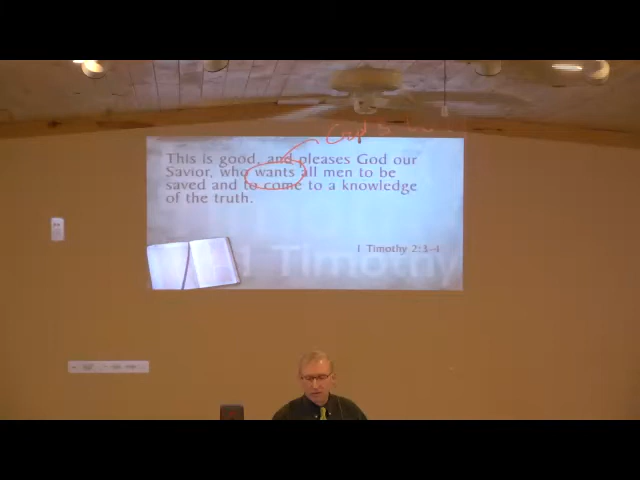 God's
This is good, and pleases God our
Savior, who wants all men to be
saved and to come to a knowledge
of the truth.
1 Timothy 2:3-4
1 Timothy